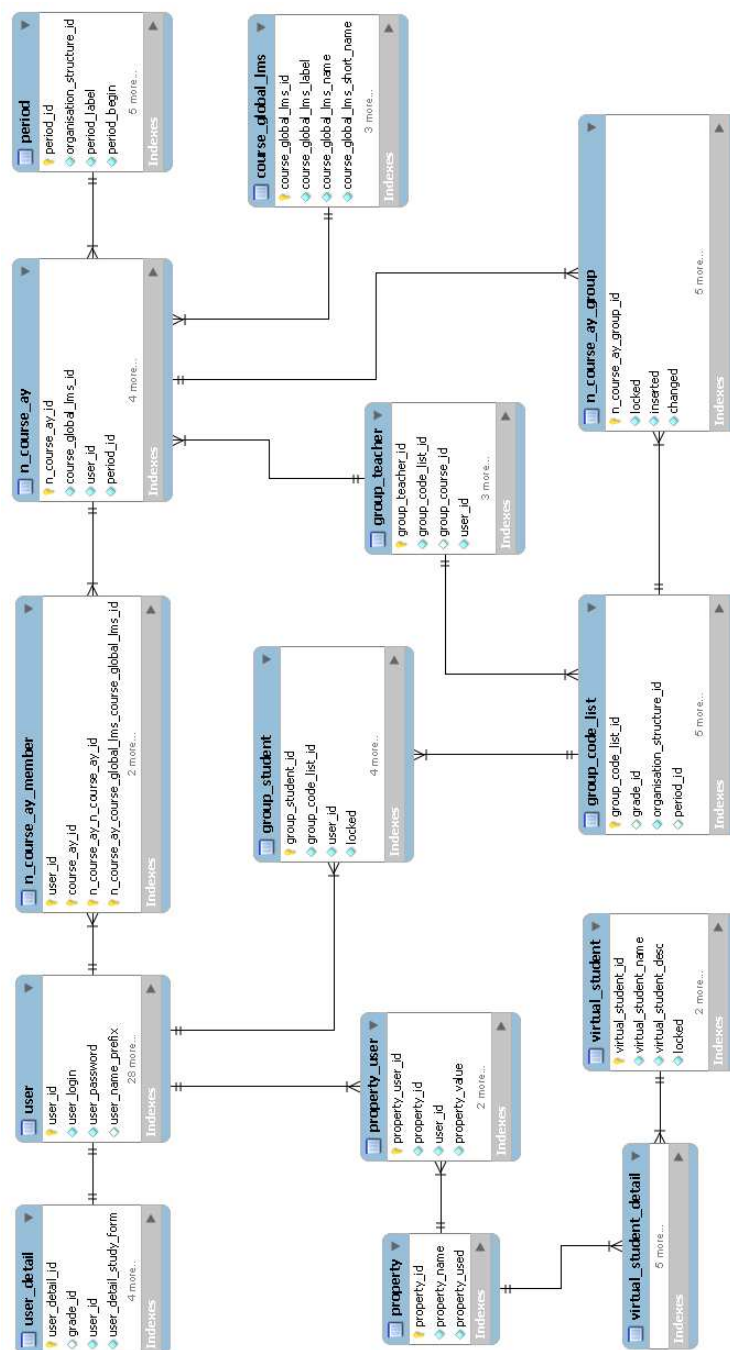 user_detail
user_detail_id
grade_id
user_id
user_detail_study_form
4 more...
Indexes
user
user_id
user_login
user_password
user_name_prefix
28 more...
Indexes
n_course_ay_member
user_id
course_ay_id
n_course_ay_n_course_ay_id
n_course_ay_course_global_lms_course_global_lms_id
2 more...
Indexes
n_course_ay
n_course_ay_id
course_global_lms_id
user_id
period_id
4 more...
Indexes
period
period_id
organisation_structure_id
period_label
period_begin
5 more...
Indexes
course_global_lms
course_global_lms_id
course_global_lms_label
course_global_lms_name
course_global_lms_short_name
3 more...
Indexes
group_student
group_student_id
group_code_list_id
user_id
locked
4 more...
Indexes
group_teacher
group_teacher_id
group_code_list_id
group_course_id
user_id
3 more...
Indexes
property
property_id
property_name
property_used
Indexes
property_user
property_user_id
property_id
user_id
property_value
2 more...
Indexes
virtual_student_detail
5 more...
Indexes
virtual_student
virtual_student_id
virtual_student_name
virtual_student_desc
locked
2 more...
Indexes
group_code_list
group_code_list_id
grade_id
organisation_structure_id
period_id
5 more...
Indexes
n_course_ay_group
n_course_ay_group_id
locked
inserted
changed
5 more...
Indexes